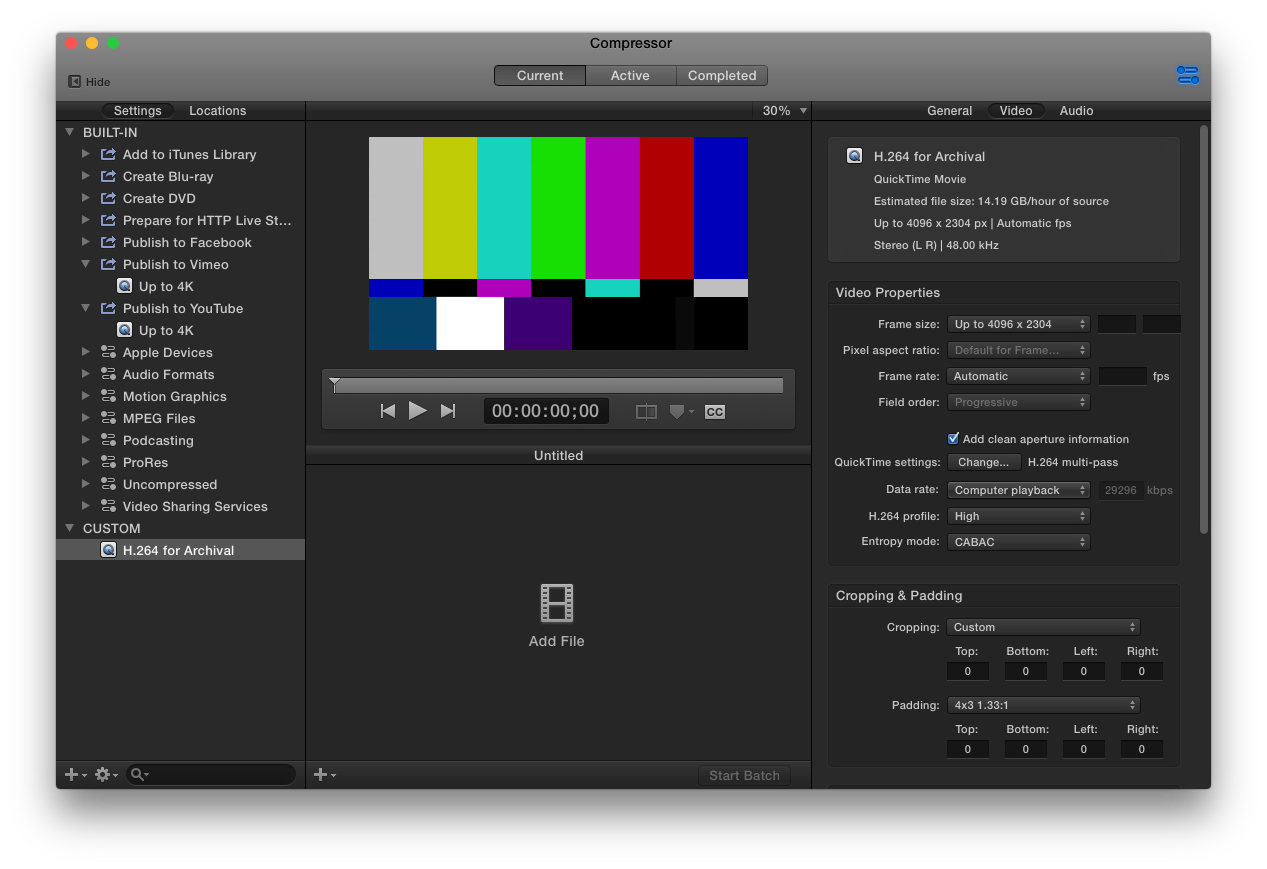 Compressor
Hide
Current Active Completed
Settings Locations
30%
General Video Audio
BUILT-IN
Add to iTunes Library
Create Blu-ray
Create DVD
Prepare for HTTP Live St...
Publish to Facebook
Publish to Vimeo
Up to 4K
Publish to YouTube
Up to 4K
Apple Devices
Audio Formats
Motion Graphics
MPEG Files
Podcasting
ProRes
Uncompressed
Video Sharing Services
CUSTOM
H.264 for Archival
00:00:00;00
CC
Untitled
Add File
Start Batch
H.264 for Archival
QuickTime Movie
Estimated file size: 14.19 GB/hour of source
Up to 4096 x 2304 px | Automatic fps
Stereo (L R) | 48.00 kHz
Video Properties
Frame size: Up to 4096 x 2304
Pixel aspect ratio: Default for Frame...
Frame rate: Automatic fps
Field order: Progressive
Add clean aperture information
QuickTime settings: Change... H.264 multi-pass
Data rate: Computer playback 29296 kbps
H.264 profile: High
Entropy mode: CABAC
Cropping & Padding
Cropping: Custom
Top: Bottom: Left: Right:
0 0 0 0
Padding: 4x3 1.33:1
Top: Bottom: Left: Right:
0 0 0 0